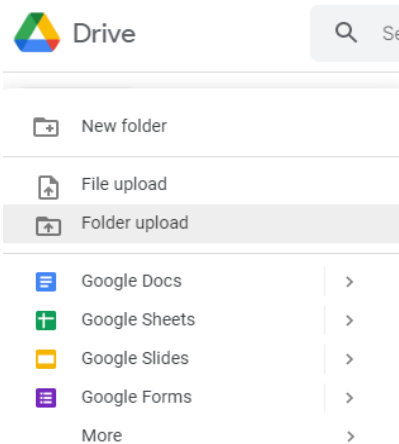 Drive
New folder
File upload
Folder upload
Google Docs
Google Sheets
Google Slides
Google Forms
More